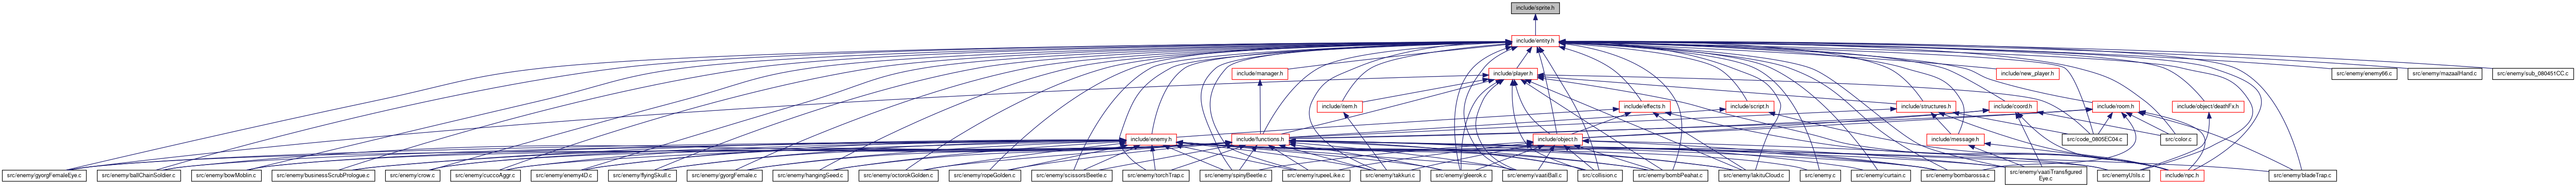 include/sprite.h
include/entity.h
include/manager.h
include/player.h
include/new_player.h
src/enemy/enemy66.c
src/enemy/mazaalHand.c
src/enemy/sub_080451CC.c
include/item.h
include/effects.h
include/script.h
include/structures.h
include/coord.h
include/room.h
include/object/deathFx.h
include/enemy.h
include/functions.h
include/object.h
include/message.h
src/code_0805EC04.c
src/color.c
src/enemy/gyorgFemaleEye.c
src/enemy/ballChainSoldier.c
src/enemy/bowMoblin.c
src/enemy/businessScrubPrologue.c
src/enemy/crow.c
src/enemy/cuccoAggr.c
src/enemy/enemy4D.c
src/enemy/flyingSkull.c
src/enemy/gyorgFemale.c
src/enemy/hangingSeed.c
src/enemy/octorokGolden.c
src/enemy/ropeGolden.c
src/enemy/scissorsBeetle.c
src/enemy/torchTrap.c
src/enemy/spinyBeetle.c
src/enemy/rupeeLike.c
src/enemy/takkuri.c
src/enemy/gleerok.c
src/enemy/vaatiBall.c
src/collision.c
src/enemy/bombPeahat.c
src/enemy/lakituCloud.c
src/enemy.c
src/enemy/curtain.c
src/enemy/bombarossa.c
src/enemy/vaatiTransfigured
Eye.c
src/enemyUtils.c
include/npc.h
src/enemy/bladeTrap.c